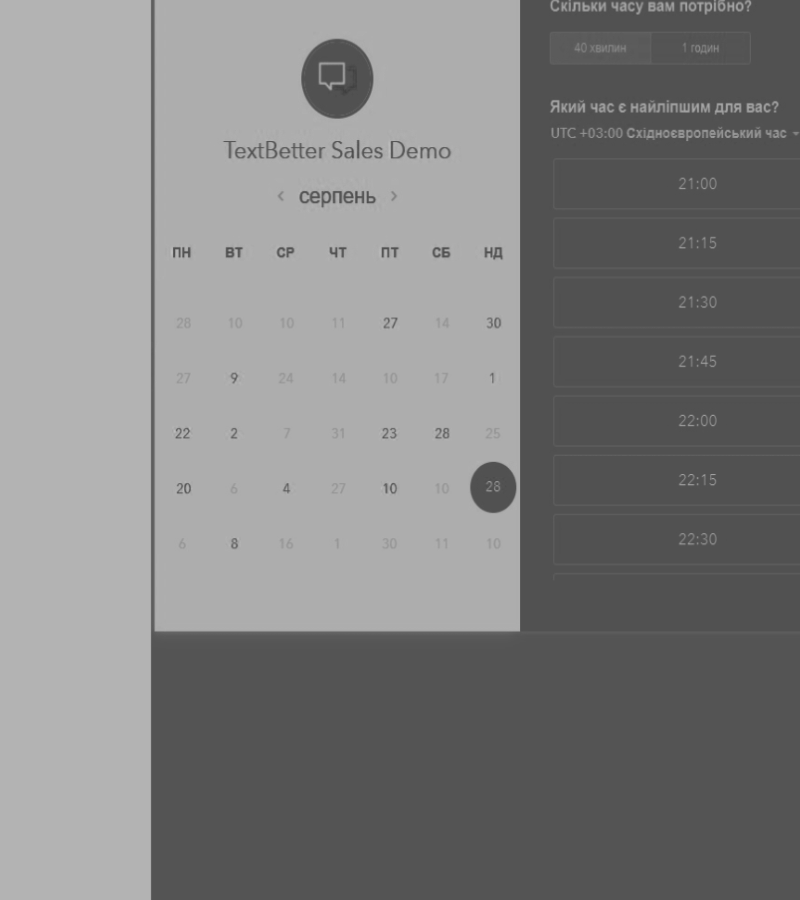 TextBetter Sales Demo
‹ серпень ›
ПН ВТ СР ЧТ ПТ СБ НД
28 10 10 11 27 14 30
27 9 24 14 10 17 1
22 2 7 31 23 28 25
20 6 4 27 10 10 28
6 8 16 1 30 11 10
Скільки часу вам потрібно?
40 хвилин 1 годин
Який час є найліпшим для вас?
UTC +03:00 Східноєвропейський час
21:00
21:15
21:30
21:45
22:00
22:15
22:30